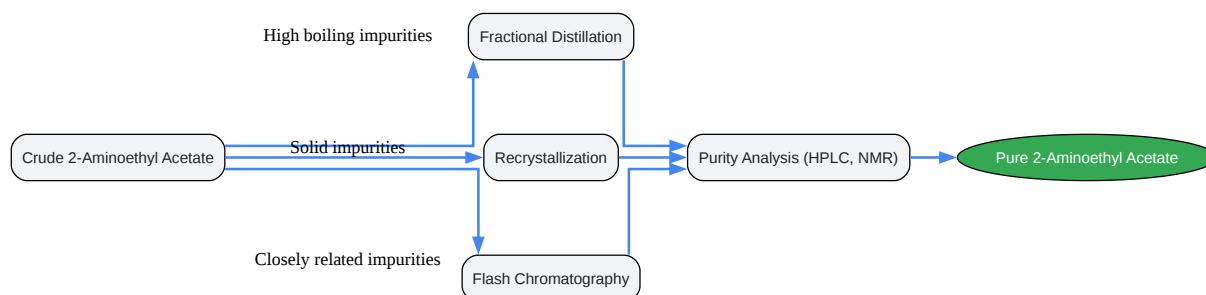 High boiling impurities
Fractional Distillation
Crude 2-Aminoethyl Acetate
Solid impurities
Recrystallization
Purity Analysis (HPLC, NMR)
Pure 2-Aminoethyl Acetate
Closely related impurities
Flash Chromatography